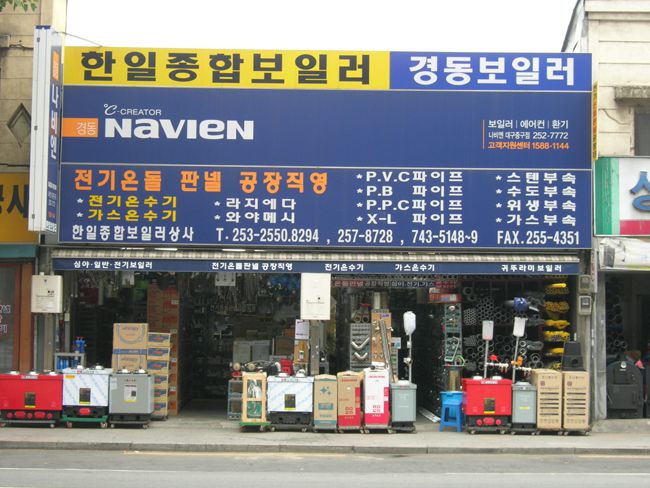 한일종합보일러 경동보일러
나비엔
℃-CREATOR
경동 NAVIEN
보일러 | 에어컨 | 환기
나비엔 대구중구점 252-7772
고객지원센터 1588-1144
전기온돌 판넬 공장직영
* 전기온수기 * 라지에다
* 가스온수기 * 와야메시
* P.V.C 파이프 * 스텐부속
* P.B 파이프 * 수도부속
* P.P.C 파이프 * 위생부속
* X-L 파이프 * 가스부속
한일종합보일러상사 T. 253-2550.8294, 257-8728, 743-5148~9 FAX. 255-4351
심야·일반·전기보일러 전기온돌판넬 공장직영 전기온수기 가스온수기 귀뚜라미보일러